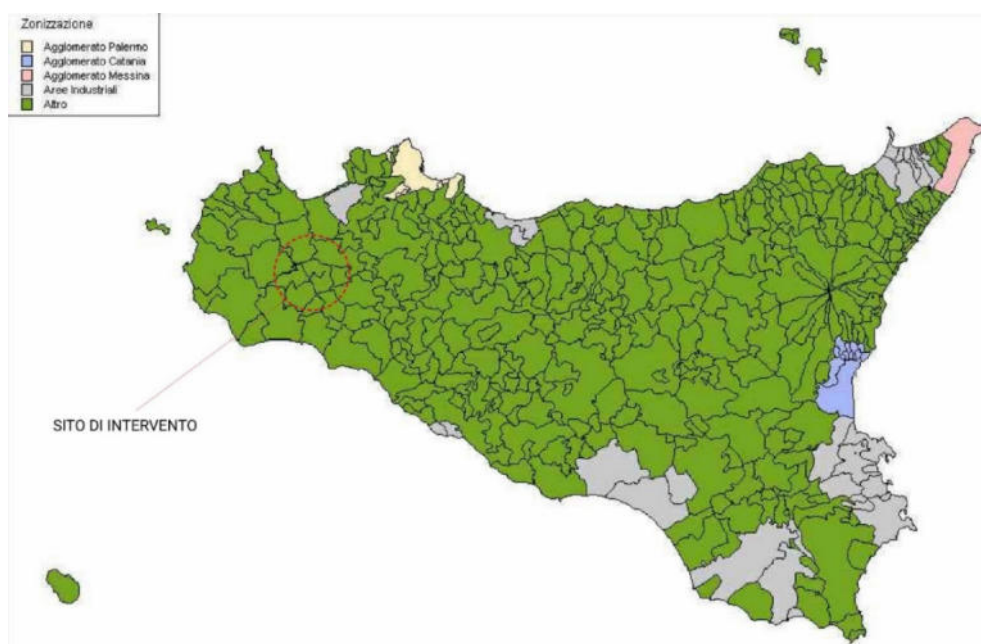 Zonizzazione
Agglomerato Palermo
Agglomerato Catania
Agglomerato Messina
Aree Industriali
Altro
SITO DI INTERVENTO